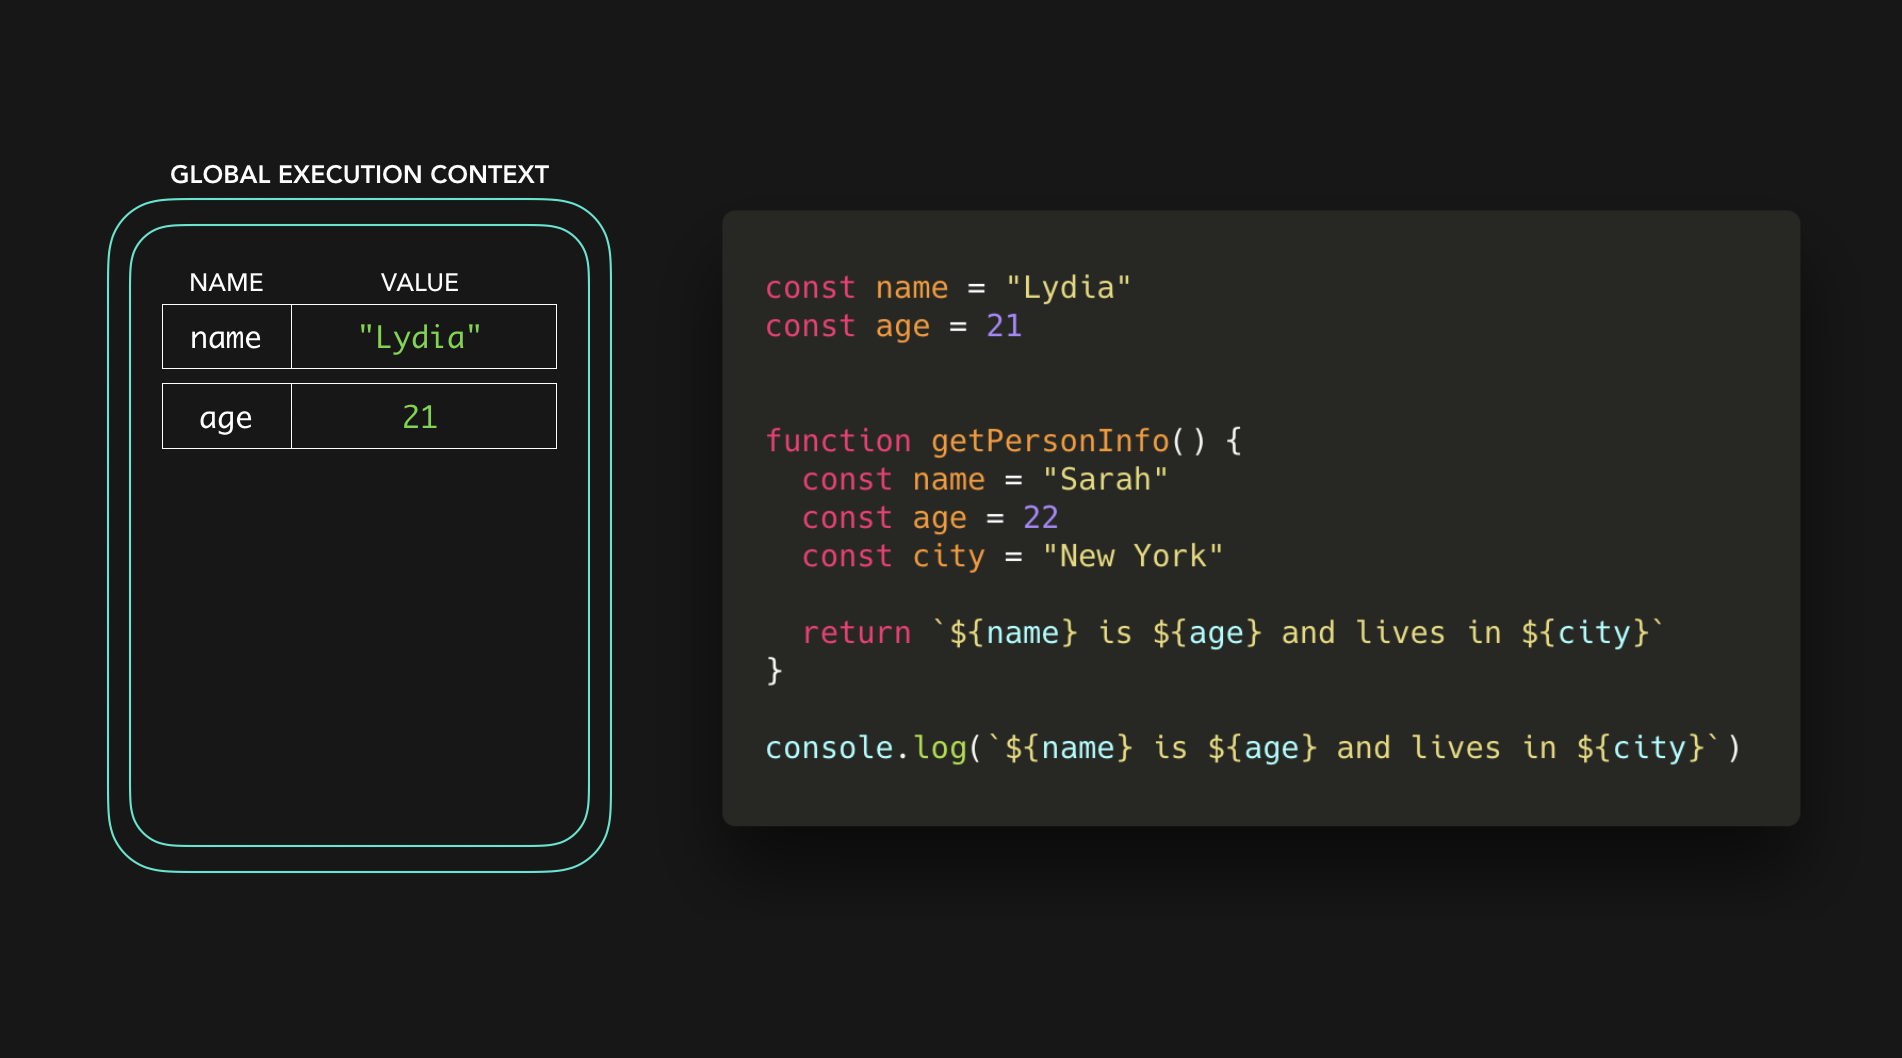 GLOBAL EXECUTION CONTEXT
NAME VALUE
name "Lydia"
age 21
const name = "Lydia"
const age = 21
function getPersonInfo() {
  const name = "Sarah"
  const age = 22
  const city = "New York"
  return `${name} is ${age} and lives in ${city}`
}
console.log(`${name} is ${age} and lives in ${city}`)